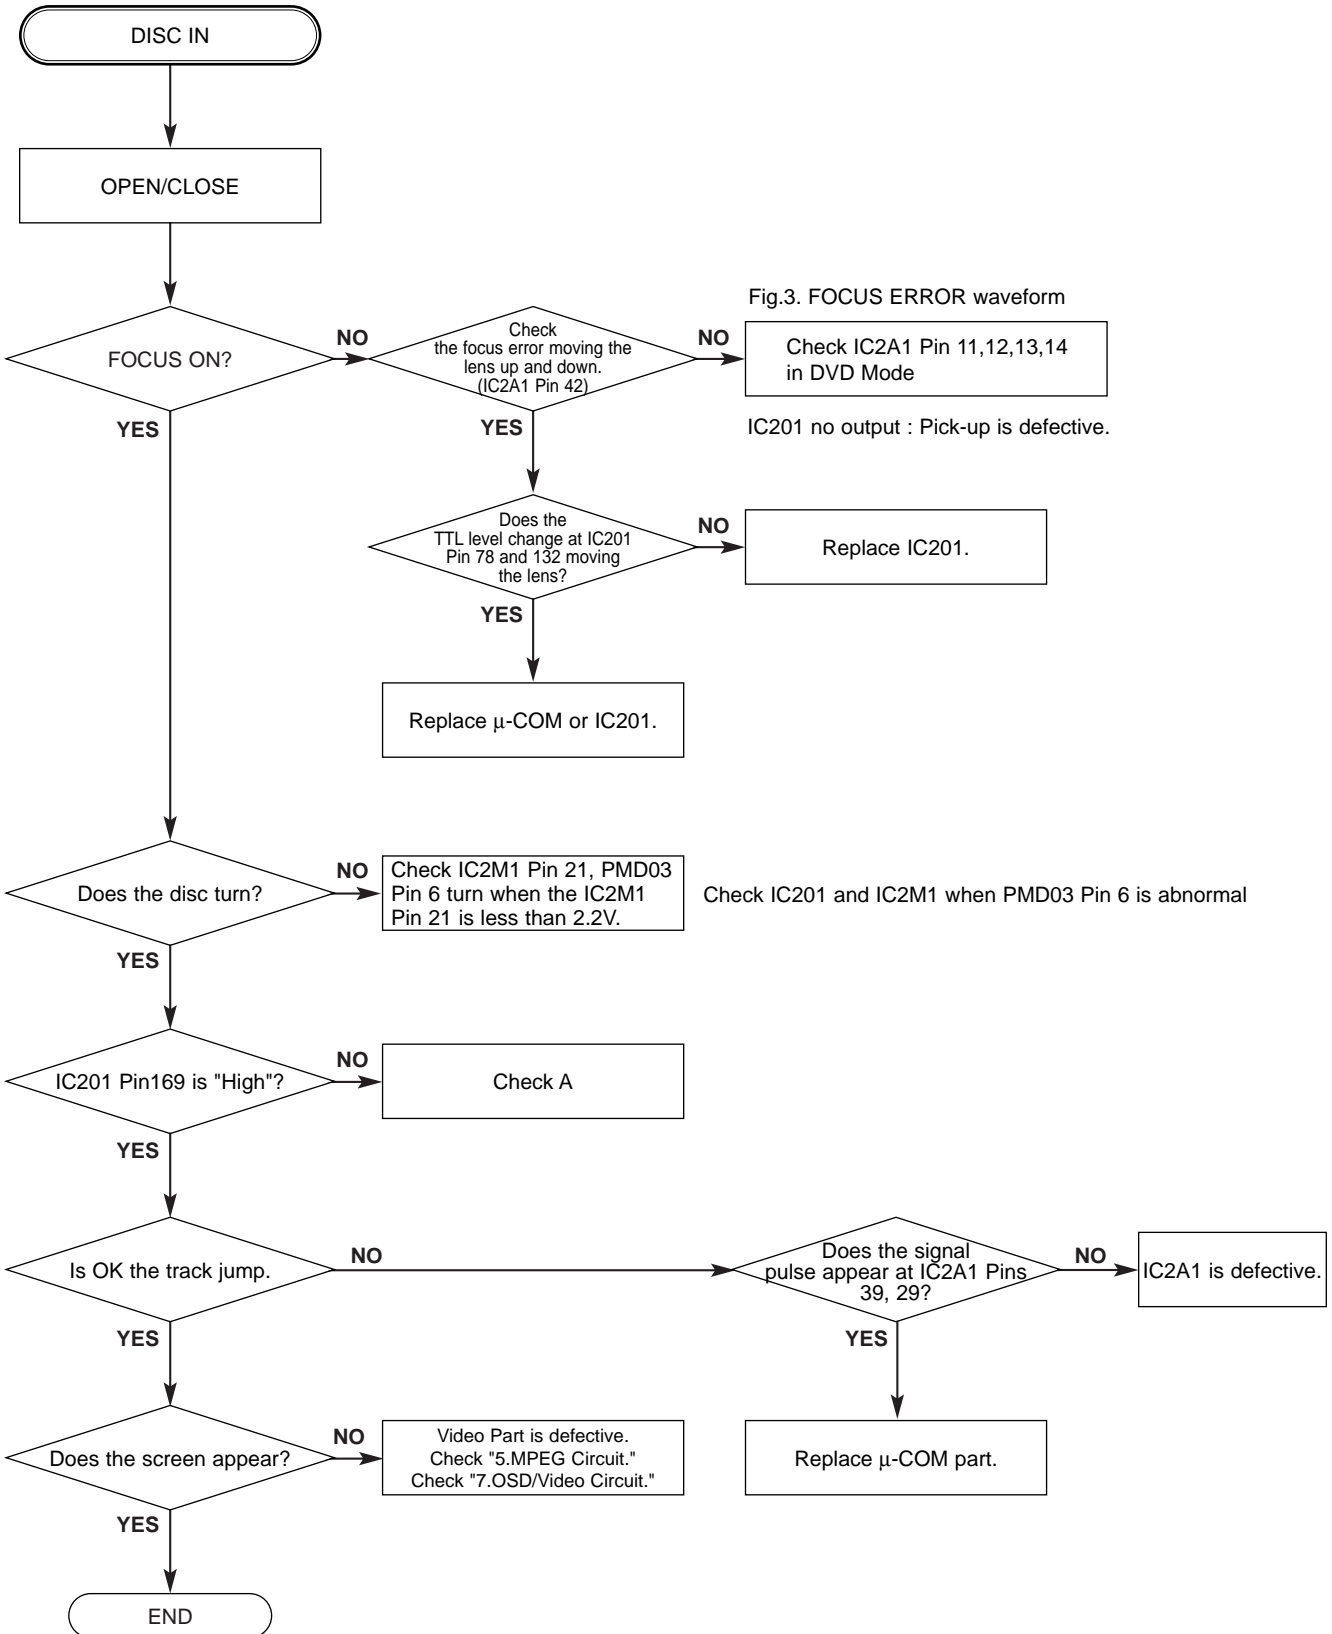 DISC IN
OPEN/CLOSE
Fig.3. FOCUS ERROR waveform
FOCUS ON?
NO
Check
the focus error moving the
lens up and down.
(IC2A1 Pin 42)
NO
Check IC2A1 Pin 11,12,13,14
in DVD Mode
YES
YES
IC201 no output : Pick-up is defective.
Does the
TTL level change at IC201
Pin 78 and 132 moving
the lens?
NO
Replace IC201.
YES
Replace μ-COM or IC201.
Does the disc turn?
NO
Check IC2M1 Pin 21, PMD03
Pin 6 turn when the IC2M1
Pin 21 is less than 2.2V.
Check IC201 and IC2M1 when PMD03 Pin 6 is abnormal
YES
IC201 Pin169 is "High"?
NO
Check A
YES
Is OK the track jump.
NO
Does the signal
pulse appear at IC2A1 Pins
39, 29?
NO
IC2A1 is defective.
YES
YES
Does the screen appear?
NO
Video Part is defective.
Check "5.MPEG Circuit."
Check "7.OSD/Video Circuit."
Replace μ-COM part.
YES
END